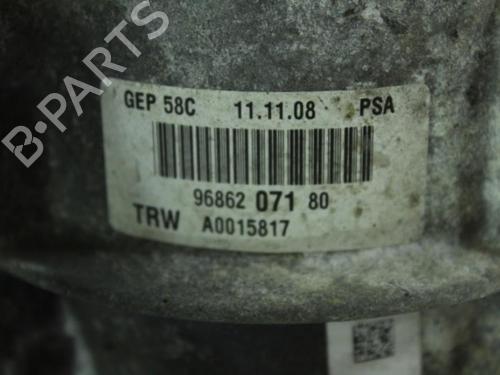 B-PARTS
GEP 58C 11.11.08 PSA
96862 071 80
TRW A0015817